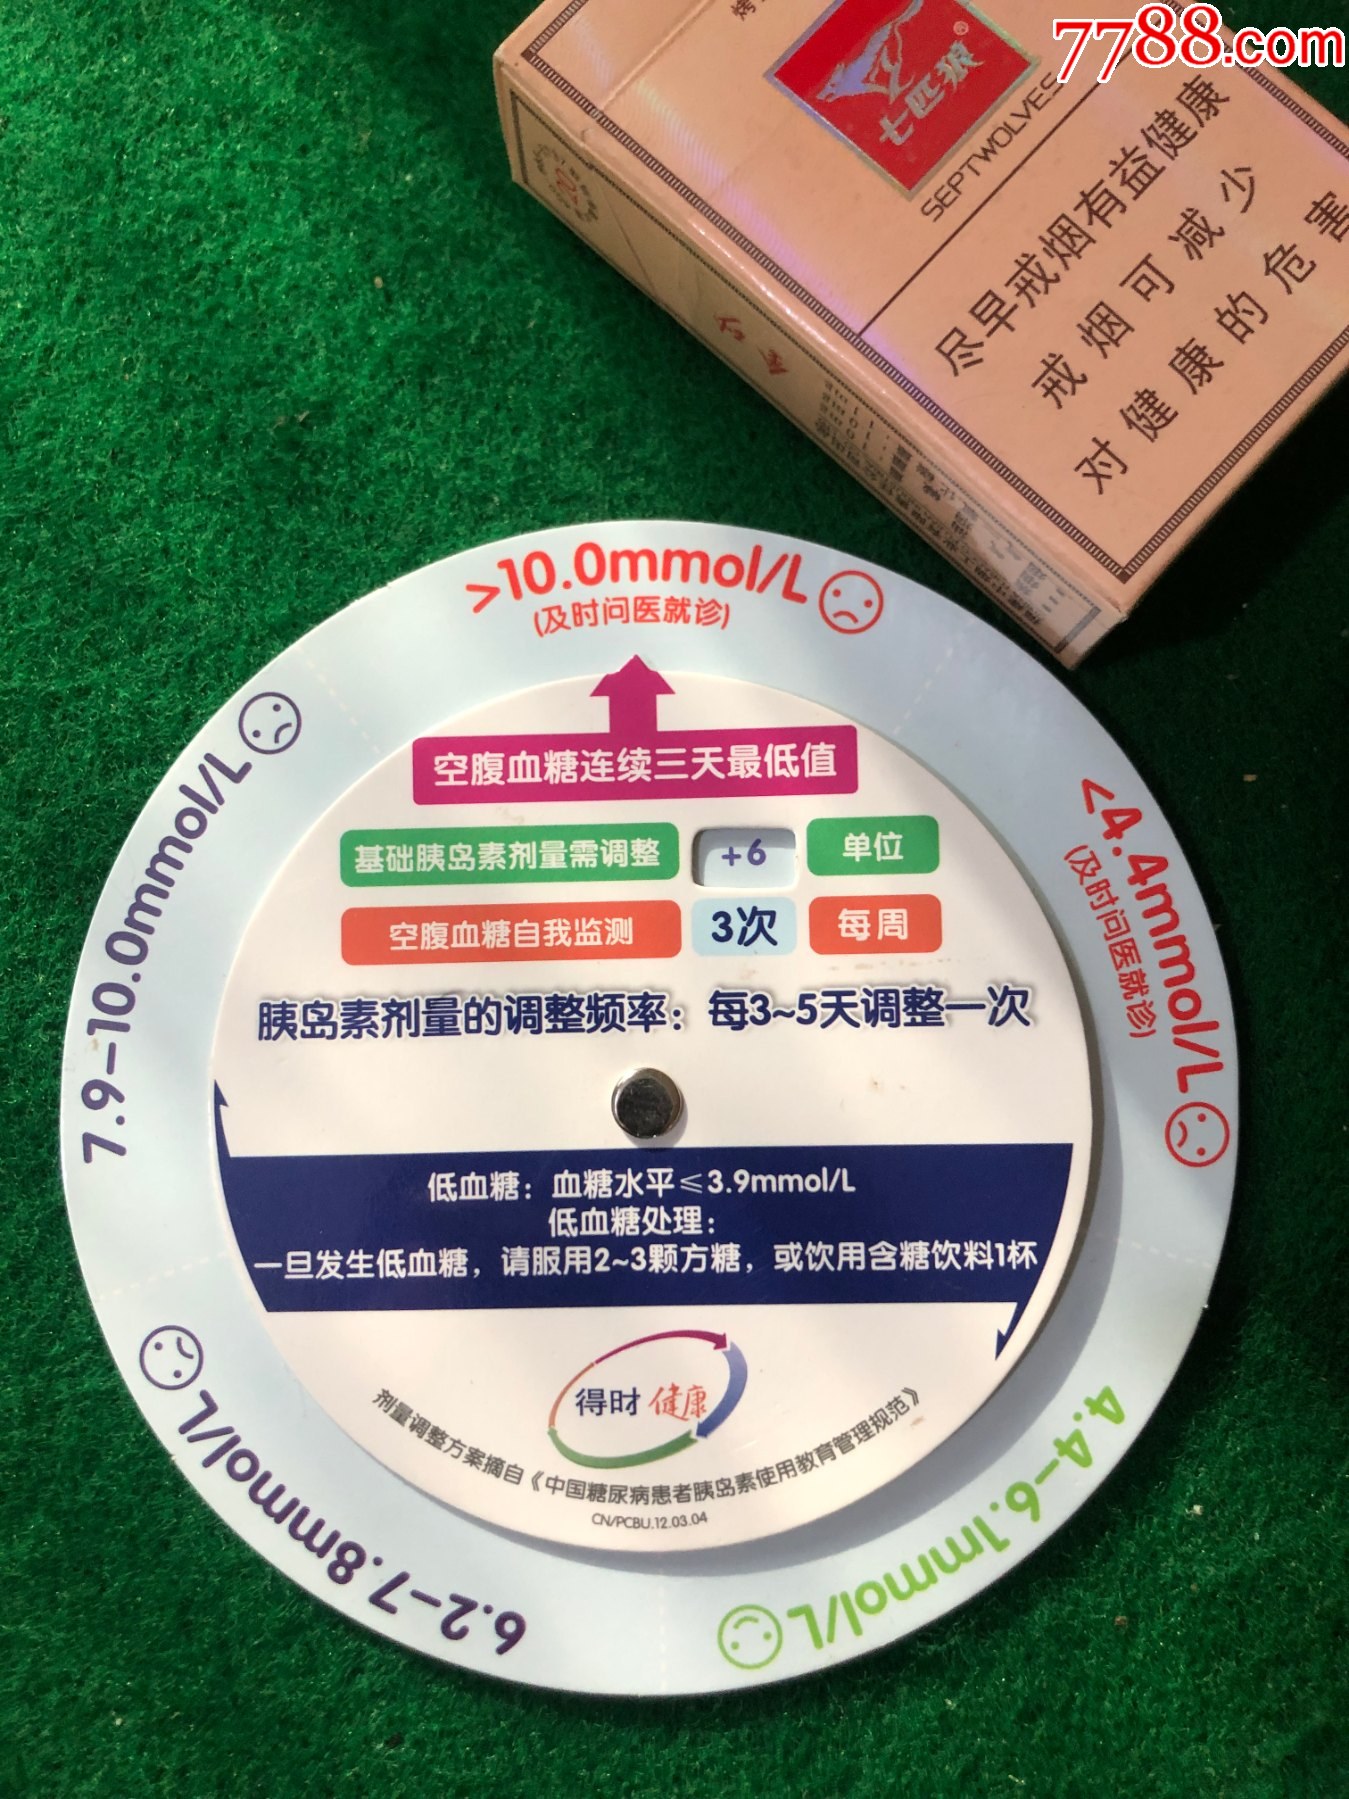 7788.com
七匹狼
SEPTWOLVES
尽早戒烟有益健康
戒烟可减少
对健康的危害
>10.0mmol/L
(及时问医就诊)
<4.4mmol/L
(及时问医就诊)
4.4-6.1mmol/L
6.2-7.8mmol/L
7.9-10.0mmol/L
空腹血糖连续三天最低值
基础胰岛素剂量需调整 +6 单位
空腹血糖自我监测 3次 每周
胰岛素剂量的调整频率：每3~5天调整一次
低血糖：血糖水平≤3.9mmol/L
低血糖处理：
一旦发生低血糖，请服用2~3颗方糖，或饮用含糖饮料1杯
得时 健康
剂量调整方案摘自《中国糖尿病患者胰岛素使用教育管理规范》
CN/PCBU.12.03.04